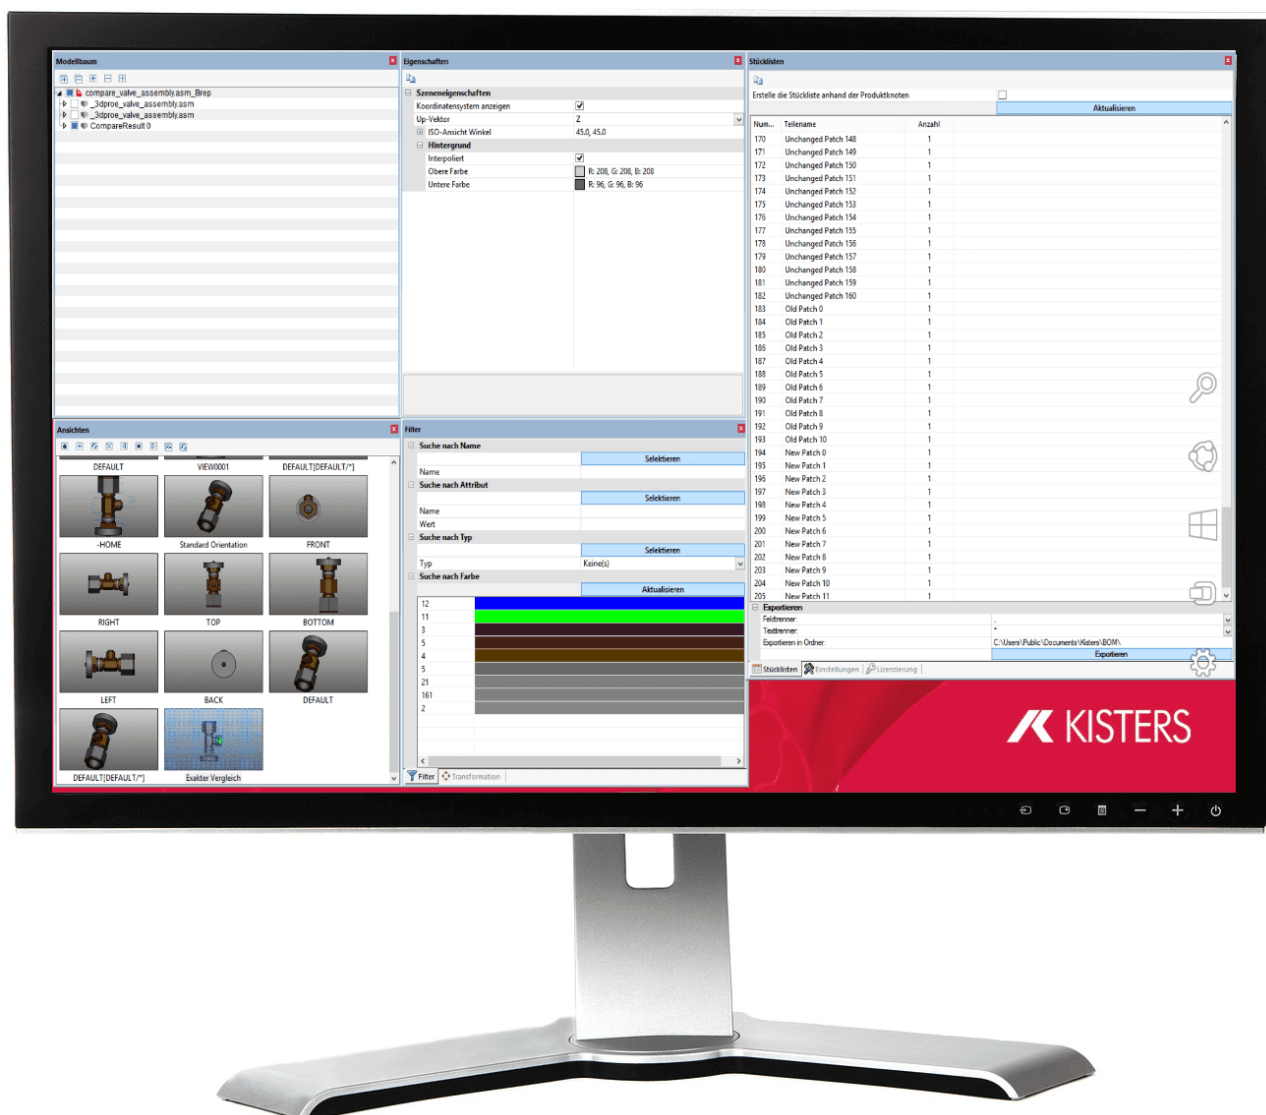 Modellbaum
compare_valve_assembly.asm_Brep
_3dproe_valve_assembly.asm
_3dproe_valve_assembly.asm
CompareResult 0
Eigenschaften
Szeneneigenschaften
Koordinatensystem anzeigen
Up-Vektor Z
ISO-Ansicht Winkel 45.0, 45.0
Hintergrund
Interpoliert
Obere Farbe R: 208, G: 208, B: 208
Untere Farbe R: 96, G: 96, B: 96
Stücklisten
Erstelle die Stückliste anhand der Produktknoten
Aktualisieren
Num... Teilename Anzahl
170 Unchanged Patch 148 1
171 Unchanged Patch 149 1
172 Unchanged Patch 150 1
173 Unchanged Patch 151 1
174 Unchanged Patch 152 1
175 Unchanged Patch 153 1
176 Unchanged Patch 154 1
177 Unchanged Patch 155 1
178 Unchanged Patch 156 1
179 Unchanged Patch 157 1
180 Unchanged Patch 158 1
181 Unchanged Patch 159 1
182 Unchanged Patch 160 1
183 Old Patch 0 1
184 Old Patch 1 1
185 Old Patch 2 1
186 Old Patch 3 1
187 Old Patch 4 1
188 Old Patch 5 1
189 Old Patch 6 1
190 Old Patch 7 1
191 Old Patch 8 1
192 Old Patch 9 1
193 Old Patch 10 1
194 New Patch 0 1
195 New Patch 1 1
196 New Patch 2 1
197 New Patch 3 1
198 New Patch 4 1
199 New Patch 5 1
200 New Patch 6 1
201 New Patch 7 1
202 New Patch 8 1
203 New Patch 9 1
204 New Patch 10 1
205 New Patch 11 1
Exportieren
Feldtrenner: ,
Texttrenner: "
Exportieren in Ordner: C:\Users\Public\Documents\Kisters\BOM\
Exportieren
Stücklisten Einstellungen Lizenzierung
Ansichten
DEFAULT VIEW0001 DEFAULT[DEFAULT/*]
-HOME Standard Orientation FRONT
RIGHT TOP BOTTOM
LEFT BACK DEFAULT
DEFAULT[DEFAULT/*] Exakter Vergleich
Filter
Suche nach Name
Selektieren
Name
Suche nach Attribut
Selektieren
Name
Wert
Suche nach Typ
Selektieren
Typ Keine(s)
Suche nach Farbe
Aktualisieren
12
11
3
5
4
5
21
161
2
Filter Transformation
KISTERS